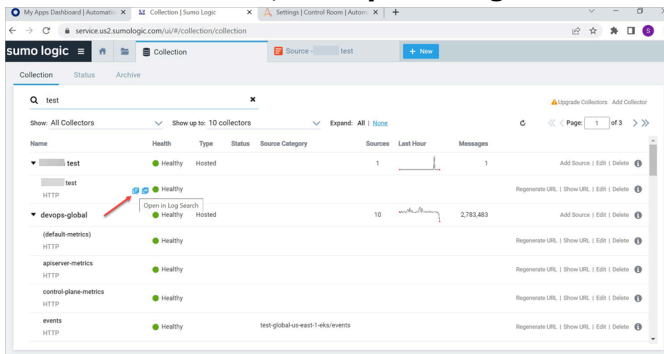 My Apps Dashboard | Automatic
Collection | Sumo Logic
Settings | Control Room | Autom
service.us2.sumologic.com/ui/#/collection/collection
S
sumo logic
Collection
Source - test
+ New
Collection Status Archive
test
Upgrade Collectors Add Collector
Show: All Collectors Show up to: 10 collectors Expand: All | None Page: 1 of 3
Name Health Type Status Source Category Sources Last Hour Messages
test Healthy Hosted 1 1 Add Source | Edit | Delete
test
HTTP Healthy Regenerate URL | Show URL | Edit | Delete
Open in Log Search
devops-global Healthy Hosted 10 2,783,483 Add Source | Edit | Delete
(default-metrics)
HTTP Healthy Regenerate URL | Show URL | Edit | Delete
apiserver-metrics
HTTP Healthy Regenerate URL | Show URL | Edit | Delete
control-plane-metrics
HTTP Healthy Regenerate URL | Show URL | Edit | Delete
events
HTTP Healthy test-global-us-east-1-eks/events Regenerate URL | Show URL | Edit | Delete